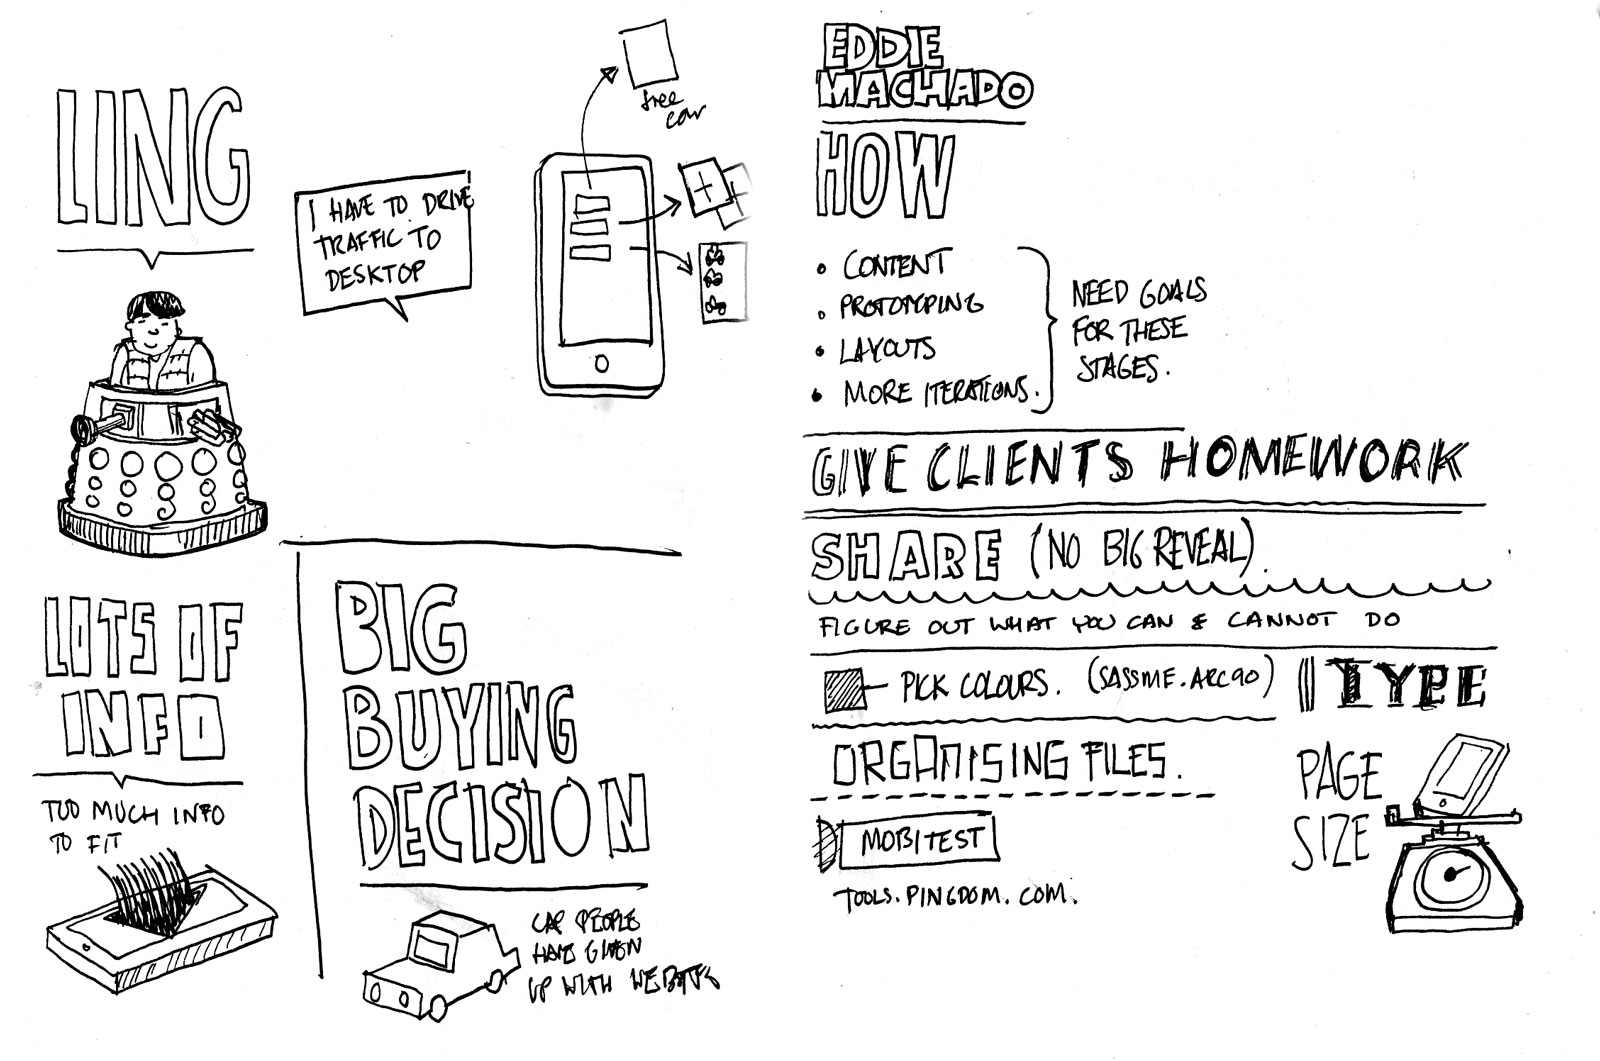 LING
I HAVE TO DRIVE
TRAFFIC TO
DESKTOP
free
car
LOTS OF
INFO
TOO MUCH INFO
TO FIT
BIG
BUYING
DECISION
CAR PEOPLE
HAVE GIVEN
UP WITH WEBSITES
EDDIE
MACHADO
HOW
• CONTENT
• PROTOTYPING
• LAYOUTS
• MORE ITERATIONS.
NEED GOALS
FOR THESE
STAGES.
GIVE CLIENTS HOMEWORK
SHARE (NO BIG REVEAL).
FIGURE OUT WHAT YOU CAN & CANNOT DO
PICK COLOURS. (SASSME.ARC90)
TYPE
ORGANISING FILES.
PAGE
SIZE
MOBITEST
TOOLS.PINGDOM.COM.